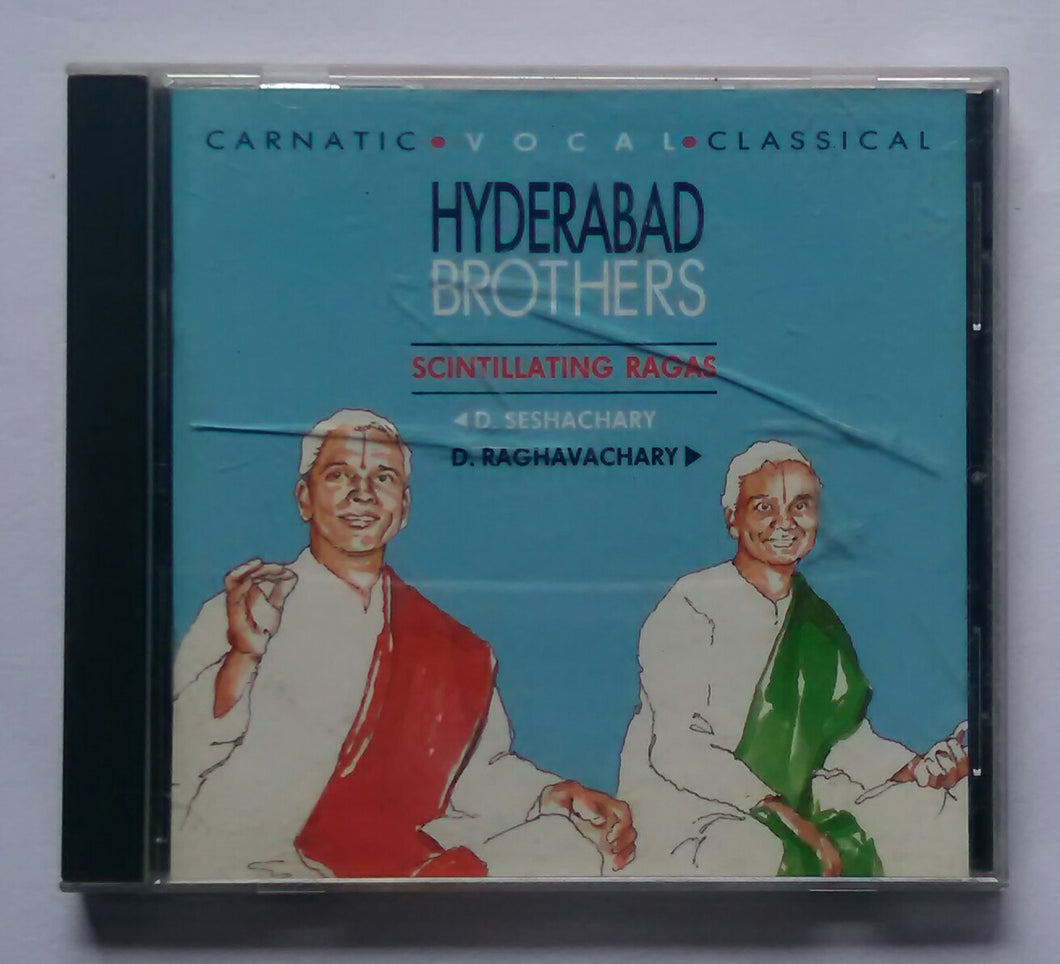 CARNATIC • VOCAL • CLASSICAL
HYDERABAD
BROTHERS
SCINTILLATING RAGAS
◀ D. SESHACHARY
D. RAGHAVACHARY ▶